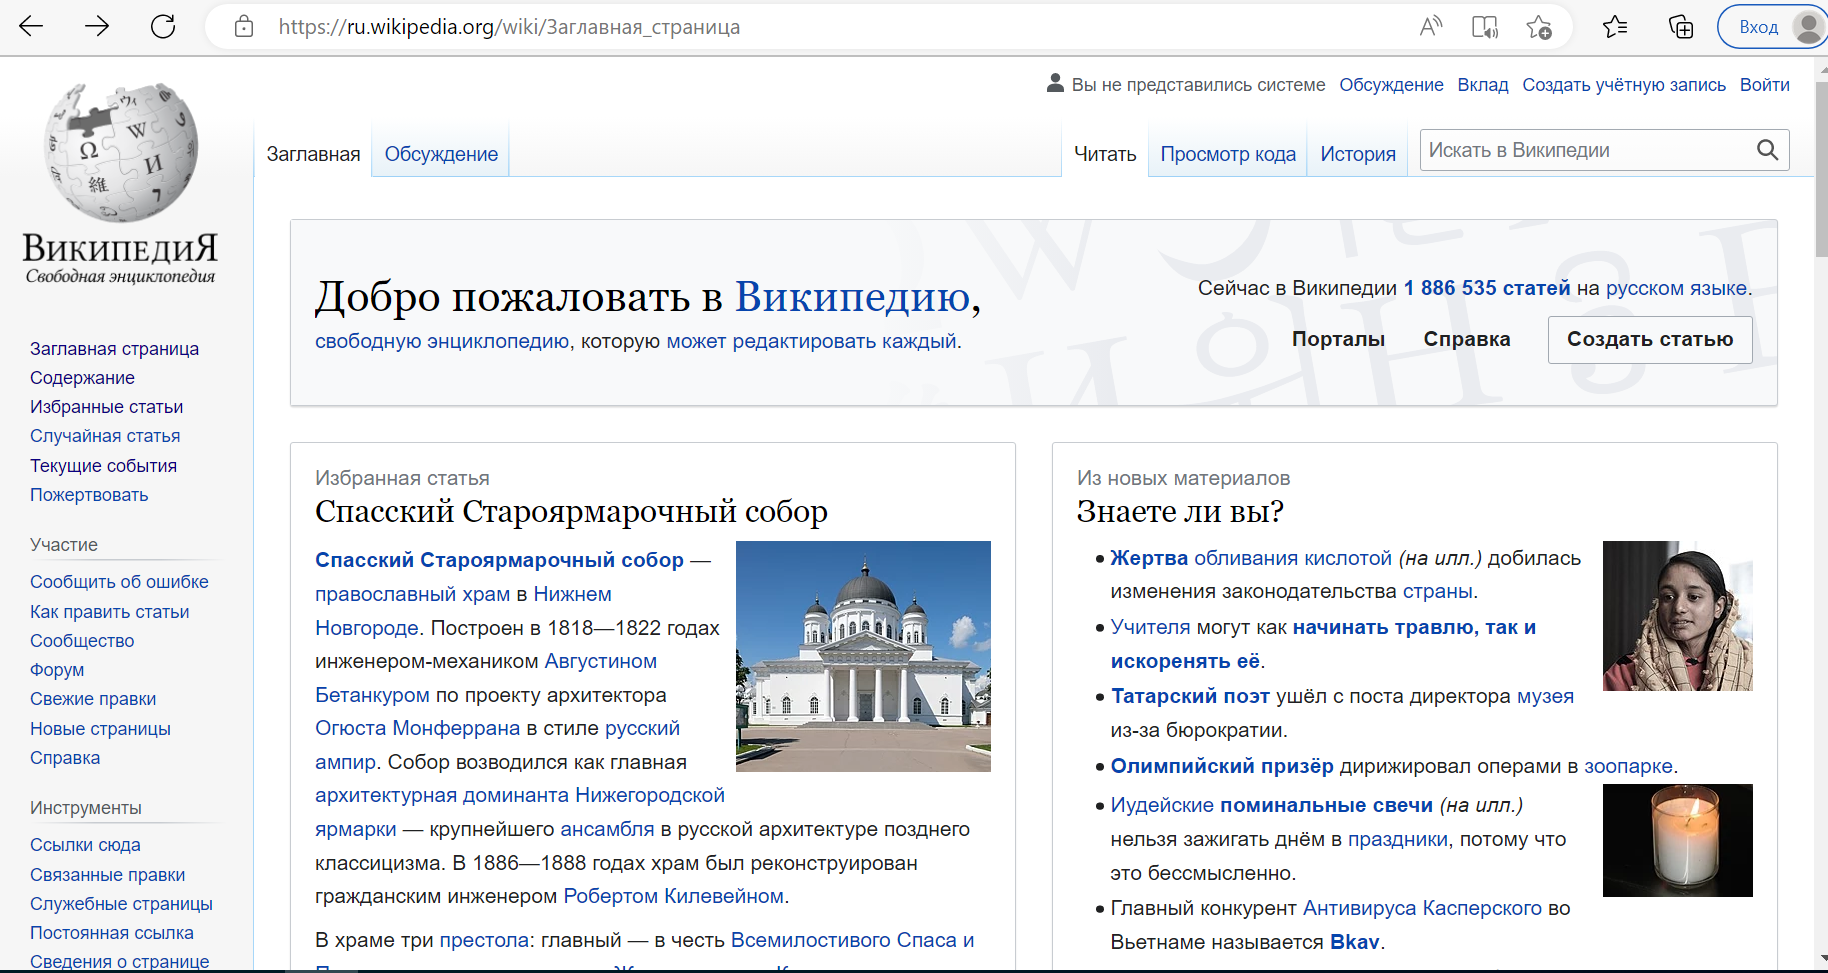 https://ru.wikipedia.org/wiki/Заглавная_страница
Вход
Вы не представились системе Обсуждение Вклад Создать учётную запись Войти
Заглавная Обсуждение Читать Просмотр кода История Искать в Википедии
ВикипедиЯ
Свободная энциклопедия
Заглавная страница
Содержание
Избранные статьи
Случайная статья
Текущие события
Пожертвовать
Участие
Сообщить об ошибке
Как править статьи
Сообщество
Форум
Свежие правки
Новые страницы
Справка
Инструменты
Ссылки сюда
Связанные правки
Служебные страницы
Постоянная ссылка
Сведения о странице
Добро пожаловать в Википедию,
свободную энциклопедию, которую может редактировать каждый.
Сейчас в Википедии 1 886 535 статей на русском языке.
Порталы Справка Создать статью
Избранная статья
Спасский Староярмарочный собор
Спасский Староярмарочный собор —
православный храм в Нижнем
Новгороде. Построен в 1818—1822 годах
инженером-механиком Августином
Бетанкуром по проекту архитектора
Огюста Монферрана в стиле русский
ампир. Собор возводился как главная
архитектурная доминанта Нижегородской
ярмарки — крупнейшего ансамбля в русской архитектуре позднего
классицизма. В 1886—1888 годах храм был реконструирован
гражданским инженером Робертом Килевейном.
В храме три престола: главный — в честь Всемилостивого Спаса и
Из новых материалов
Знаете ли вы?
Жертва обливания кислотой (на илл.) добилась
изменения законодательства страны.
Учителя могут как начинать травлю, так и
искоренять её.
Татарский поэт ушёл с поста директора музея
из-за бюрократии.
Олимпийский призёр дирижировал операми в зоопарке.
Иудейские поминальные свечи (на илл.)
нельзя зажигать днём в праздники, потому что
это бессмысленно.
Главный конкурент Антивируса Касперского во
Вьетнаме называется Bkav.